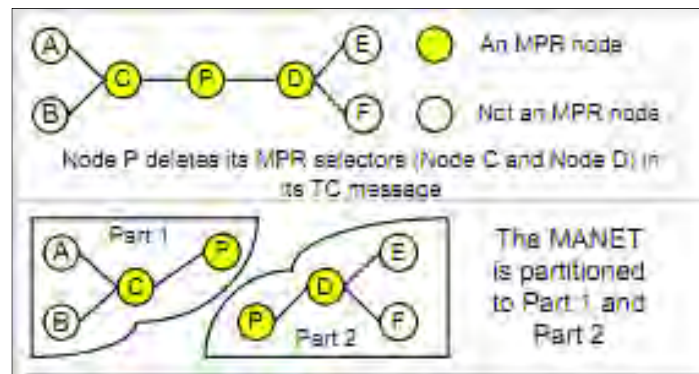 A
E
An MPR node
C
P
D
B
F
Not an MPR node
Node P deletes its MPR selectors (Node C and Node D) in
its TC message
A
Part 1
P
C
B
D
E
P
Part 2
F
The MANET
is partitioned
to Part 1 and
Part 2